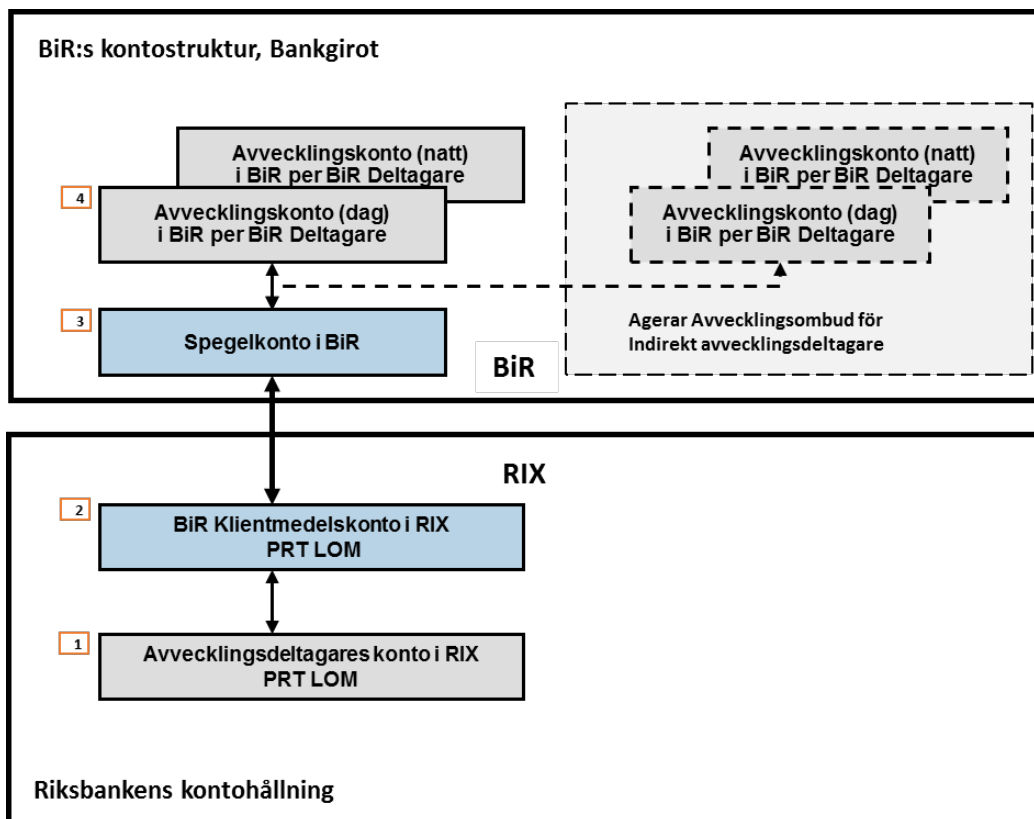 BiR:s kontostruktur, Bankgirot
Avvecklingskonto (natt)
i BiR per BiR Deltagare
4
Avvecklingskonto (dag)
i BiR per BiR Deltagare
Avvecklingskonto (natt)
i BiR per BiR Deltagare
Avvecklingskonto (dag)
i BiR per BiR Deltagare
3
Spegelkonto i BiR
Agerar Avvecklingsombud för
Indirekt avvecklingsdeltagare
BiR
RIX
2
BiR Klientmedelskonto i RIX
PRT LOM
1
Avvecklingsdeltagares konto i RIX
PRT LOM
Riksbankens kontohållning